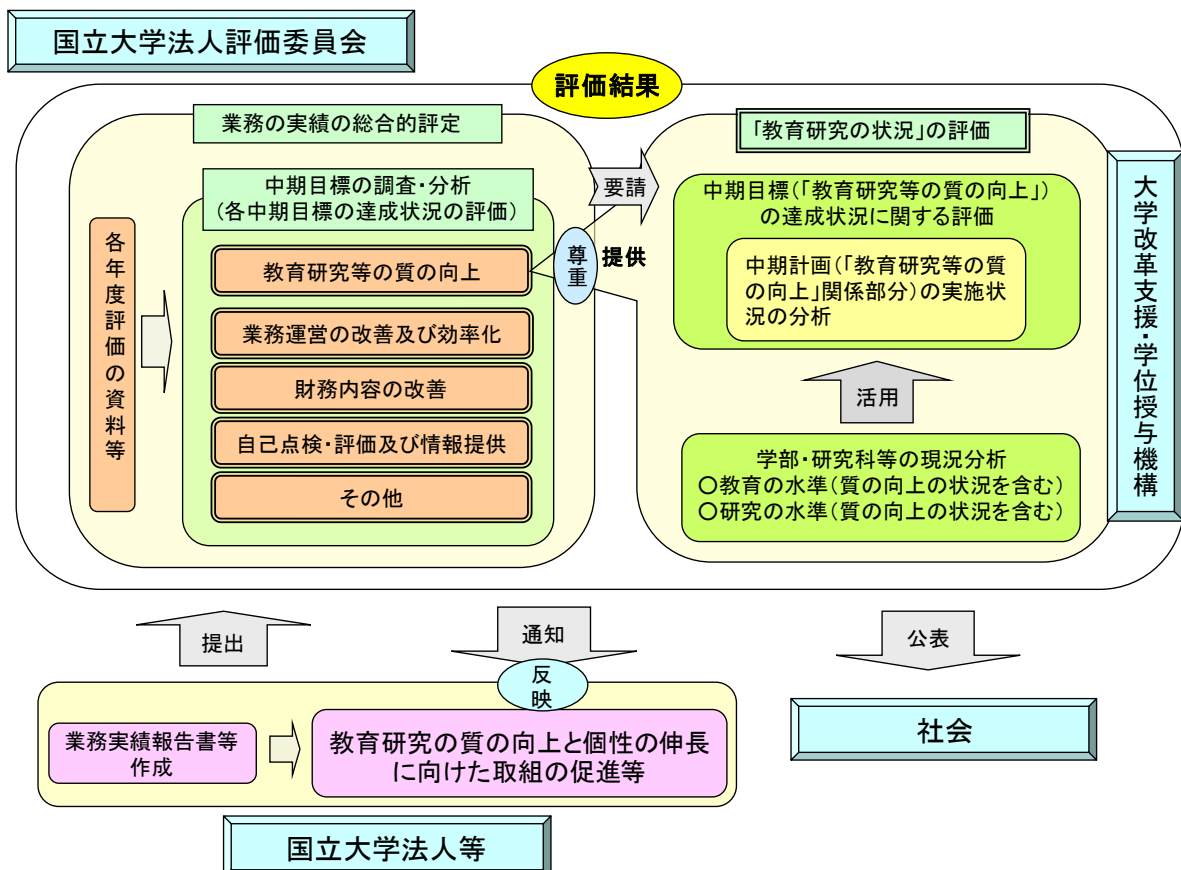 国立大学法人評価委員会
評価結果
業務の実績の総合的評定
中期目標の調査・分析
(各中期目標の達成状況の評価)
各年度評価の資料等
教育研究等の質の向上
業務運営の改善及び効率化
財務内容の改善
自己点検・評価及び情報提供
その他
要請
尊重
提供
「教育研究の状況」の評価
中期目標(「教育研究等の質の向上」)
の達成状況に関する評価
中期計画(「教育研究等の質
の向上」関係部分)の実施状
況の分析
活用
学部・研究科等の現況分析
○教育の水準(質の向上の状況を含む)
○研究の水準(質の向上の状況を含む)
大学改革支援・学位授与機構
提出
通知
公表
反映
業務実績報告書等
作成
教育研究の質の向上と個性の伸長
に向けた取組の促進等
社会
国立大学法人等